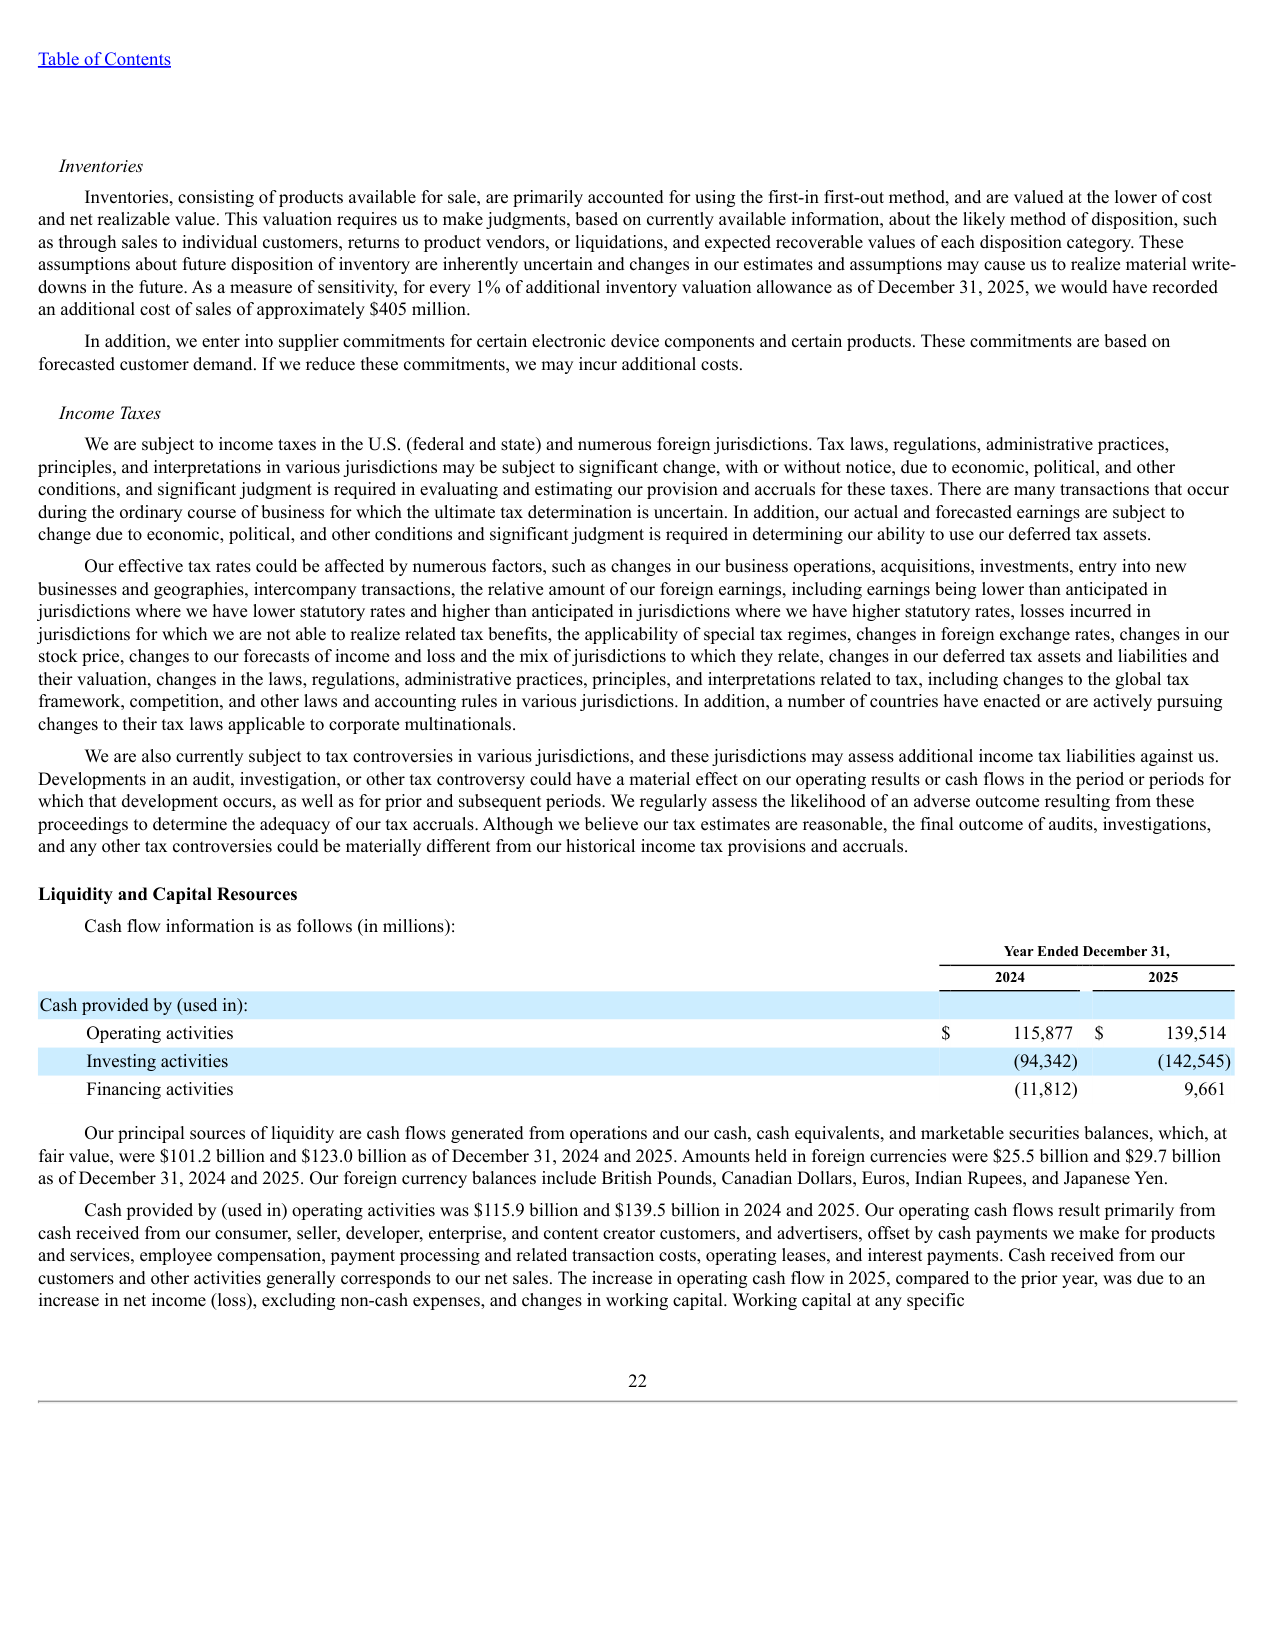 Table of Contents
Inventories
Inventories, consisting of products available for sale, are primarily accounted for using the first-in first-out method, and are valued at the lower of cost
and net realizable value. This valuation requires us to make judgments, based on currently available information, about the likely method of disposition, such
as through sales to individual customers, returns to product vendors, or liquidations, and expected recoverable values of each disposition category. These
assumptions about future disposition of inventory are inherently uncertain and changes in our estimates and assumptions may cause us to realize material write-
downs in the future. As a measure of sensitivity, for every 1% of additional inventory valuation allowance as of December 31, 2025, we would have recorded
an additional cost of sales of approximately $405 million.
In addition, we enter into supplier commitments for certain electronic device components and certain products. These commitments are based on
forecasted customer demand. If we reduce these commitments, we may incur additional costs.
Income Taxes
We are subject to income taxes in the U.S. (federal and state) and numerous foreign jurisdictions. Tax laws, regulations, administrative practices,
principles, and interpretations in various jurisdictions may be subject to significant change, with or without notice, due to economic, political, and other
conditions, and significant judgment is required in evaluating and estimating our provision and accruals for these taxes. There are many transactions that occur
during the ordinary course of business for which the ultimate tax determination is uncertain. In addition, our actual and forecasted earnings are subject to
change due to economic, political, and other conditions and significant judgment is required in determining our ability to use our deferred tax assets.
Our effective tax rates could be affected by numerous factors, such as changes in our business operations, acquisitions, investments, entry into new
businesses and geographies, intercompany transactions, the relative amount of our foreign earnings, including earnings being lower than anticipated in
jurisdictions where we have lower statutory rates and higher than anticipated in jurisdictions where we have higher statutory rates, losses incurred in
jurisdictions for which we are not able to realize related tax benefits, the applicability of special tax regimes, changes in foreign exchange rates, changes in our
stock price, changes to our forecasts of income and loss and the mix of jurisdictions to which they relate, changes in our deferred tax assets and liabilities and
their valuation, changes in the laws, regulations, administrative practices, principles, and interpretations related to tax, including changes to the global tax
framework, competition, and other laws and accounting rules in various jurisdictions. In addition, a number of countries have enacted or are actively pursuing
changes to their tax laws applicable to corporate multinationals.
We are also currently subject to tax controversies in various jurisdictions, and these jurisdictions may assess additional income tax liabilities against us.
Developments in an audit, investigation, or other tax controversy could have a material effect on our operating results or cash flows in the period or periods for
which that development occurs, as well as for prior and subsequent periods. We regularly assess the likelihood of an adverse outcome resulting from these
proceedings to determine the adequacy of our tax accruals. Although we believe our tax estimates are reasonable, the final outcome of audits, investigations,
and any other tax controversies could be materially different from our historical income tax provisions and accruals.
Liquidity and Capital Resources
Cash flow information is as follows (in millions):
Year Ended December 31,
2024 2025
Cash provided by (used in):
Operating activities $ 115,877 $ 139,514
Investing activities (94,342) (142,545)
Financing activities (11,812) 9,661
Our principal sources of liquidity are cash flows generated from operations and our cash, cash equivalents, and marketable securities balances, which, at
fair value, were $101.2 billion and $123.0 billion as of December 31, 2024 and 2025. Amounts held in foreign currencies were $25.5 billion and $29.7 billion
as of December 31, 2024 and 2025. Our foreign currency balances include British Pounds, Canadian Dollars, Euros, Indian Rupees, and Japanese Yen.
Cash provided by (used in) operating activities was $115.9 billion and $139.5 billion in 2024 and 2025. Our operating cash flows result primarily from
cash received from our consumer, seller, developer, enterprise, and content creator customers, and advertisers, offset by cash payments we make for products
and services, employee compensation, payment processing and related transaction costs, operating leases, and interest payments. Cash received from our
customers and other activities generally corresponds to our net sales. The increase in operating cash flow in 2025, compared to the prior year, was due to an
increase in net income (loss), excluding non-cash expenses, and changes in working capital. Working capital at any specific
22